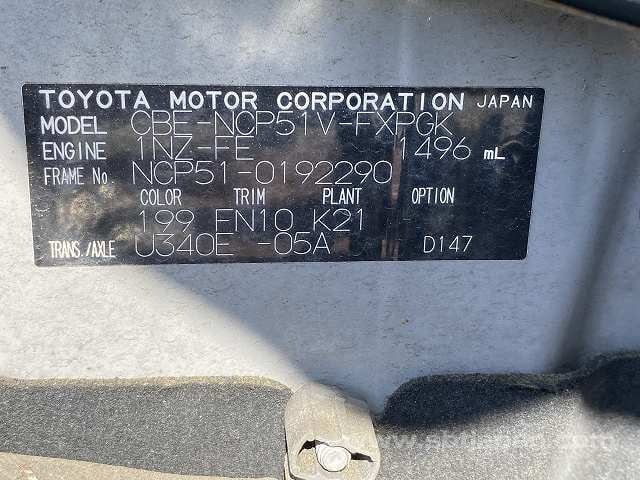 TOYOTA MOTOR CORPORATION JAPAN
MODEL CBE-NCP51V-FXPGK
ENGINE 1NZ-FE 1496 mL
FRAME No NCP51-0192290
COLOR TRIM PLANT OPTION
199 FN10 K21
TRANS./AXLE U340E -05A D147